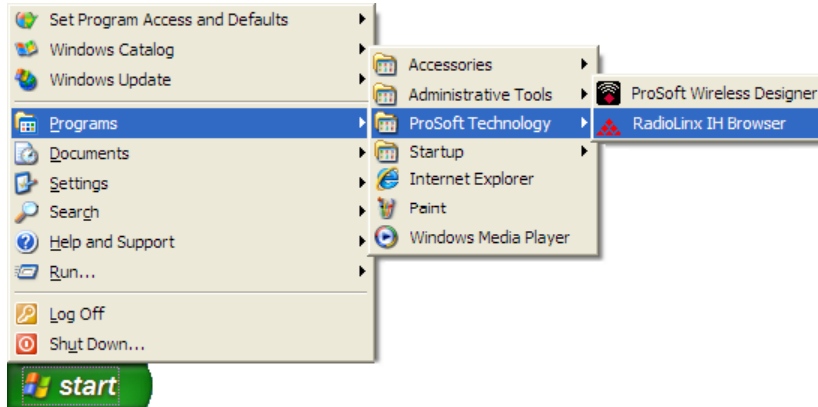 Set Program Access and Defaults
Windows Catalog
Windows Update
Programs
Documents
Settings
Search
Help and Support
Run...
Log Off
Shut Down...
start
Accessories
Administrative Tools
ProSoft Technology
Startup
Internet Explorer
Paint
Windows Media Player
ProSoft Wireless Designer
RadioLinx IH Browser